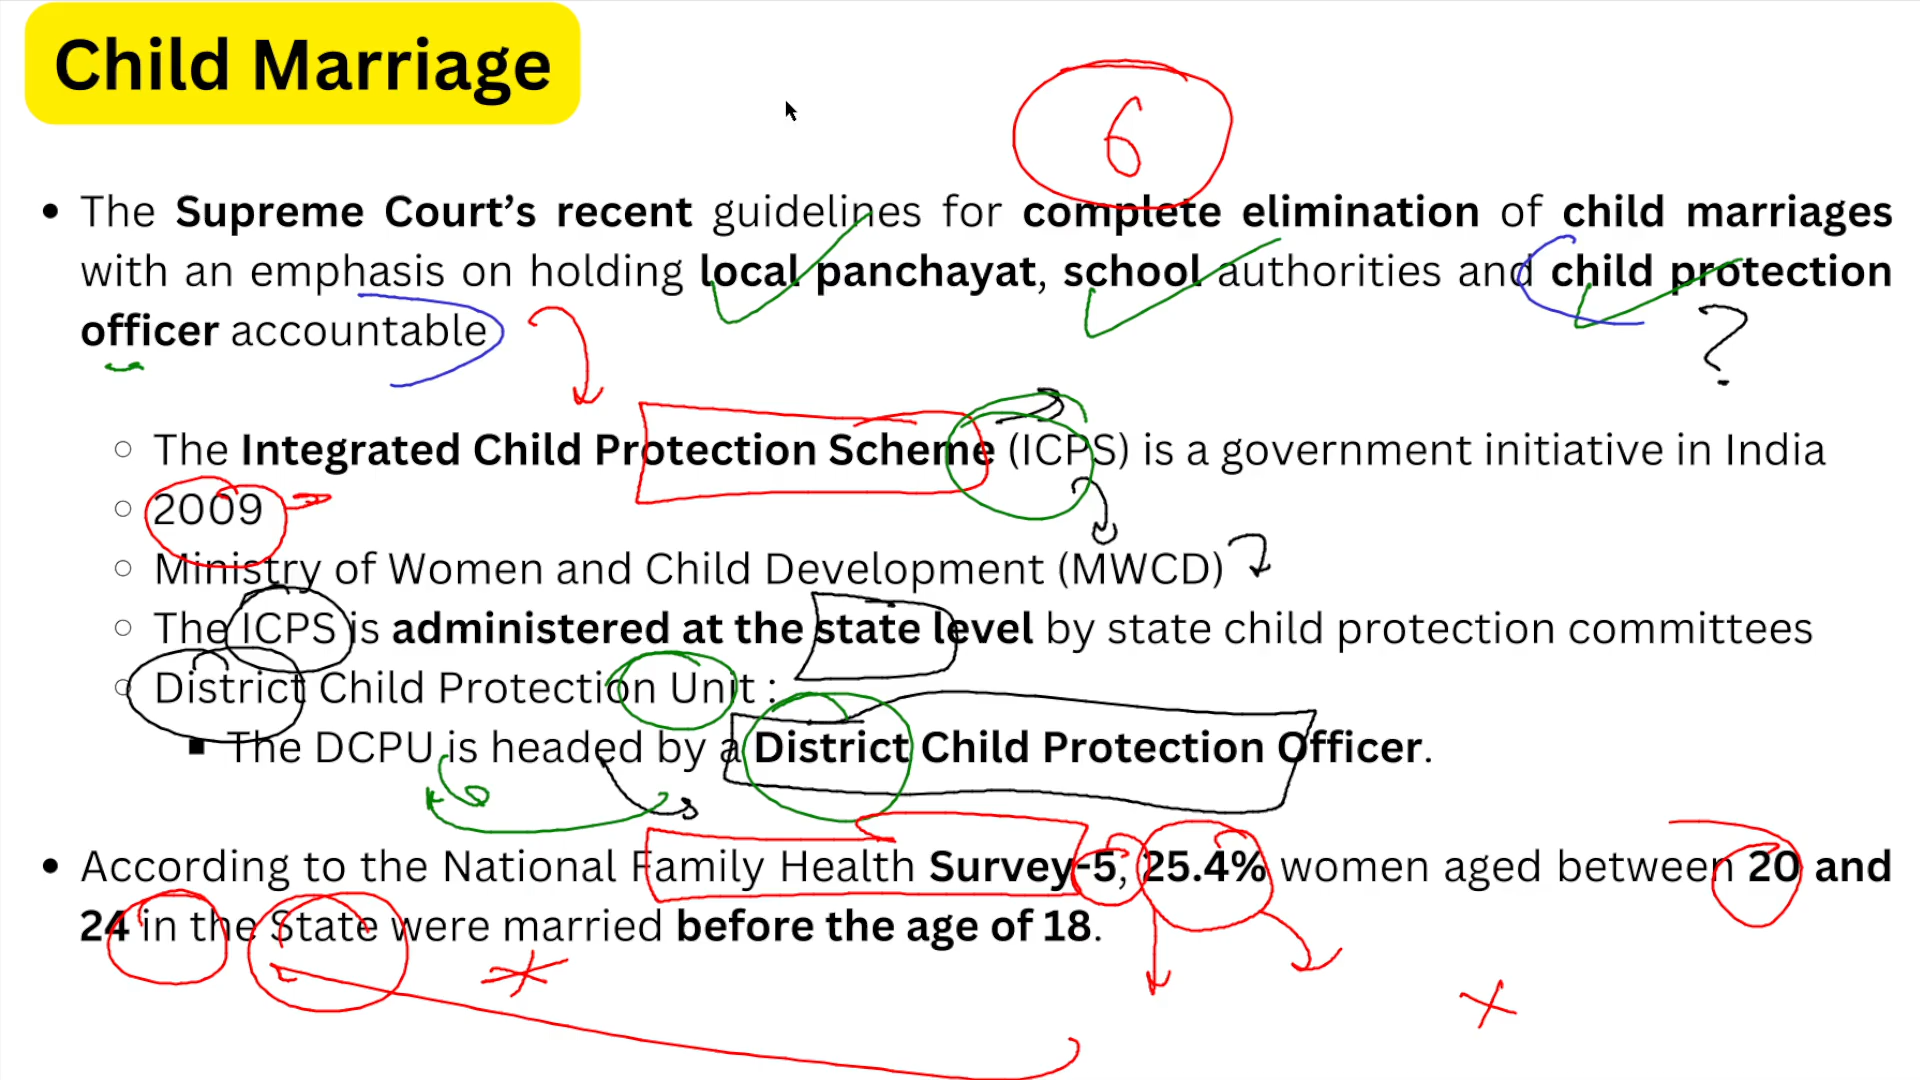 Child Marriage
6
• The Supreme Court’s recent guidelines for complete elimination of child marriages
with an emphasis on holding local panchayat, school authorities and child protection
officer accountable
?
○ The Integrated Child Protection Scheme (ICPS) is a government initiative in India
○ 2009
○ Ministry of Women and Child Development (MWCD)
○ The ICPS is administered at the state level by state child protection committees
○ District Child Protection Unit :
■ The DCPU is headed by a District Child Protection Officer.
• According to the National Family Health Survey-5, 25.4% women aged between 20 and
24 in the State were married before the age of 18.